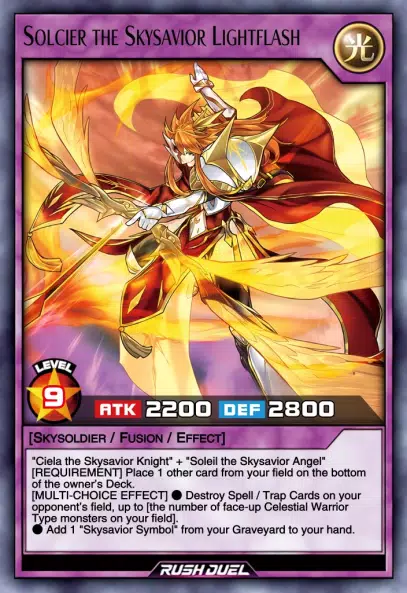 Solcier the Skysavior Lightflash
光
LEVEL
9
ATK 2200 DEF 2800
[Skysoldier / Fusion / Effect]
"Ciela the Skysavior Knight" + "Soleil the Skysavior Angel"
[REQUIREMENT] Place 1 other card from your field on the bottom
of the owner's Deck.
[MULTI-CHOICE EFFECT] ● Destroy Spell / Trap Cards on your
opponent's field, up to [the number of face-up Celestial Warrior
Type monsters on your field].
● Add 1 "Skysavior Symbol" from your Graveyard to your hand.
RUSH DUEL